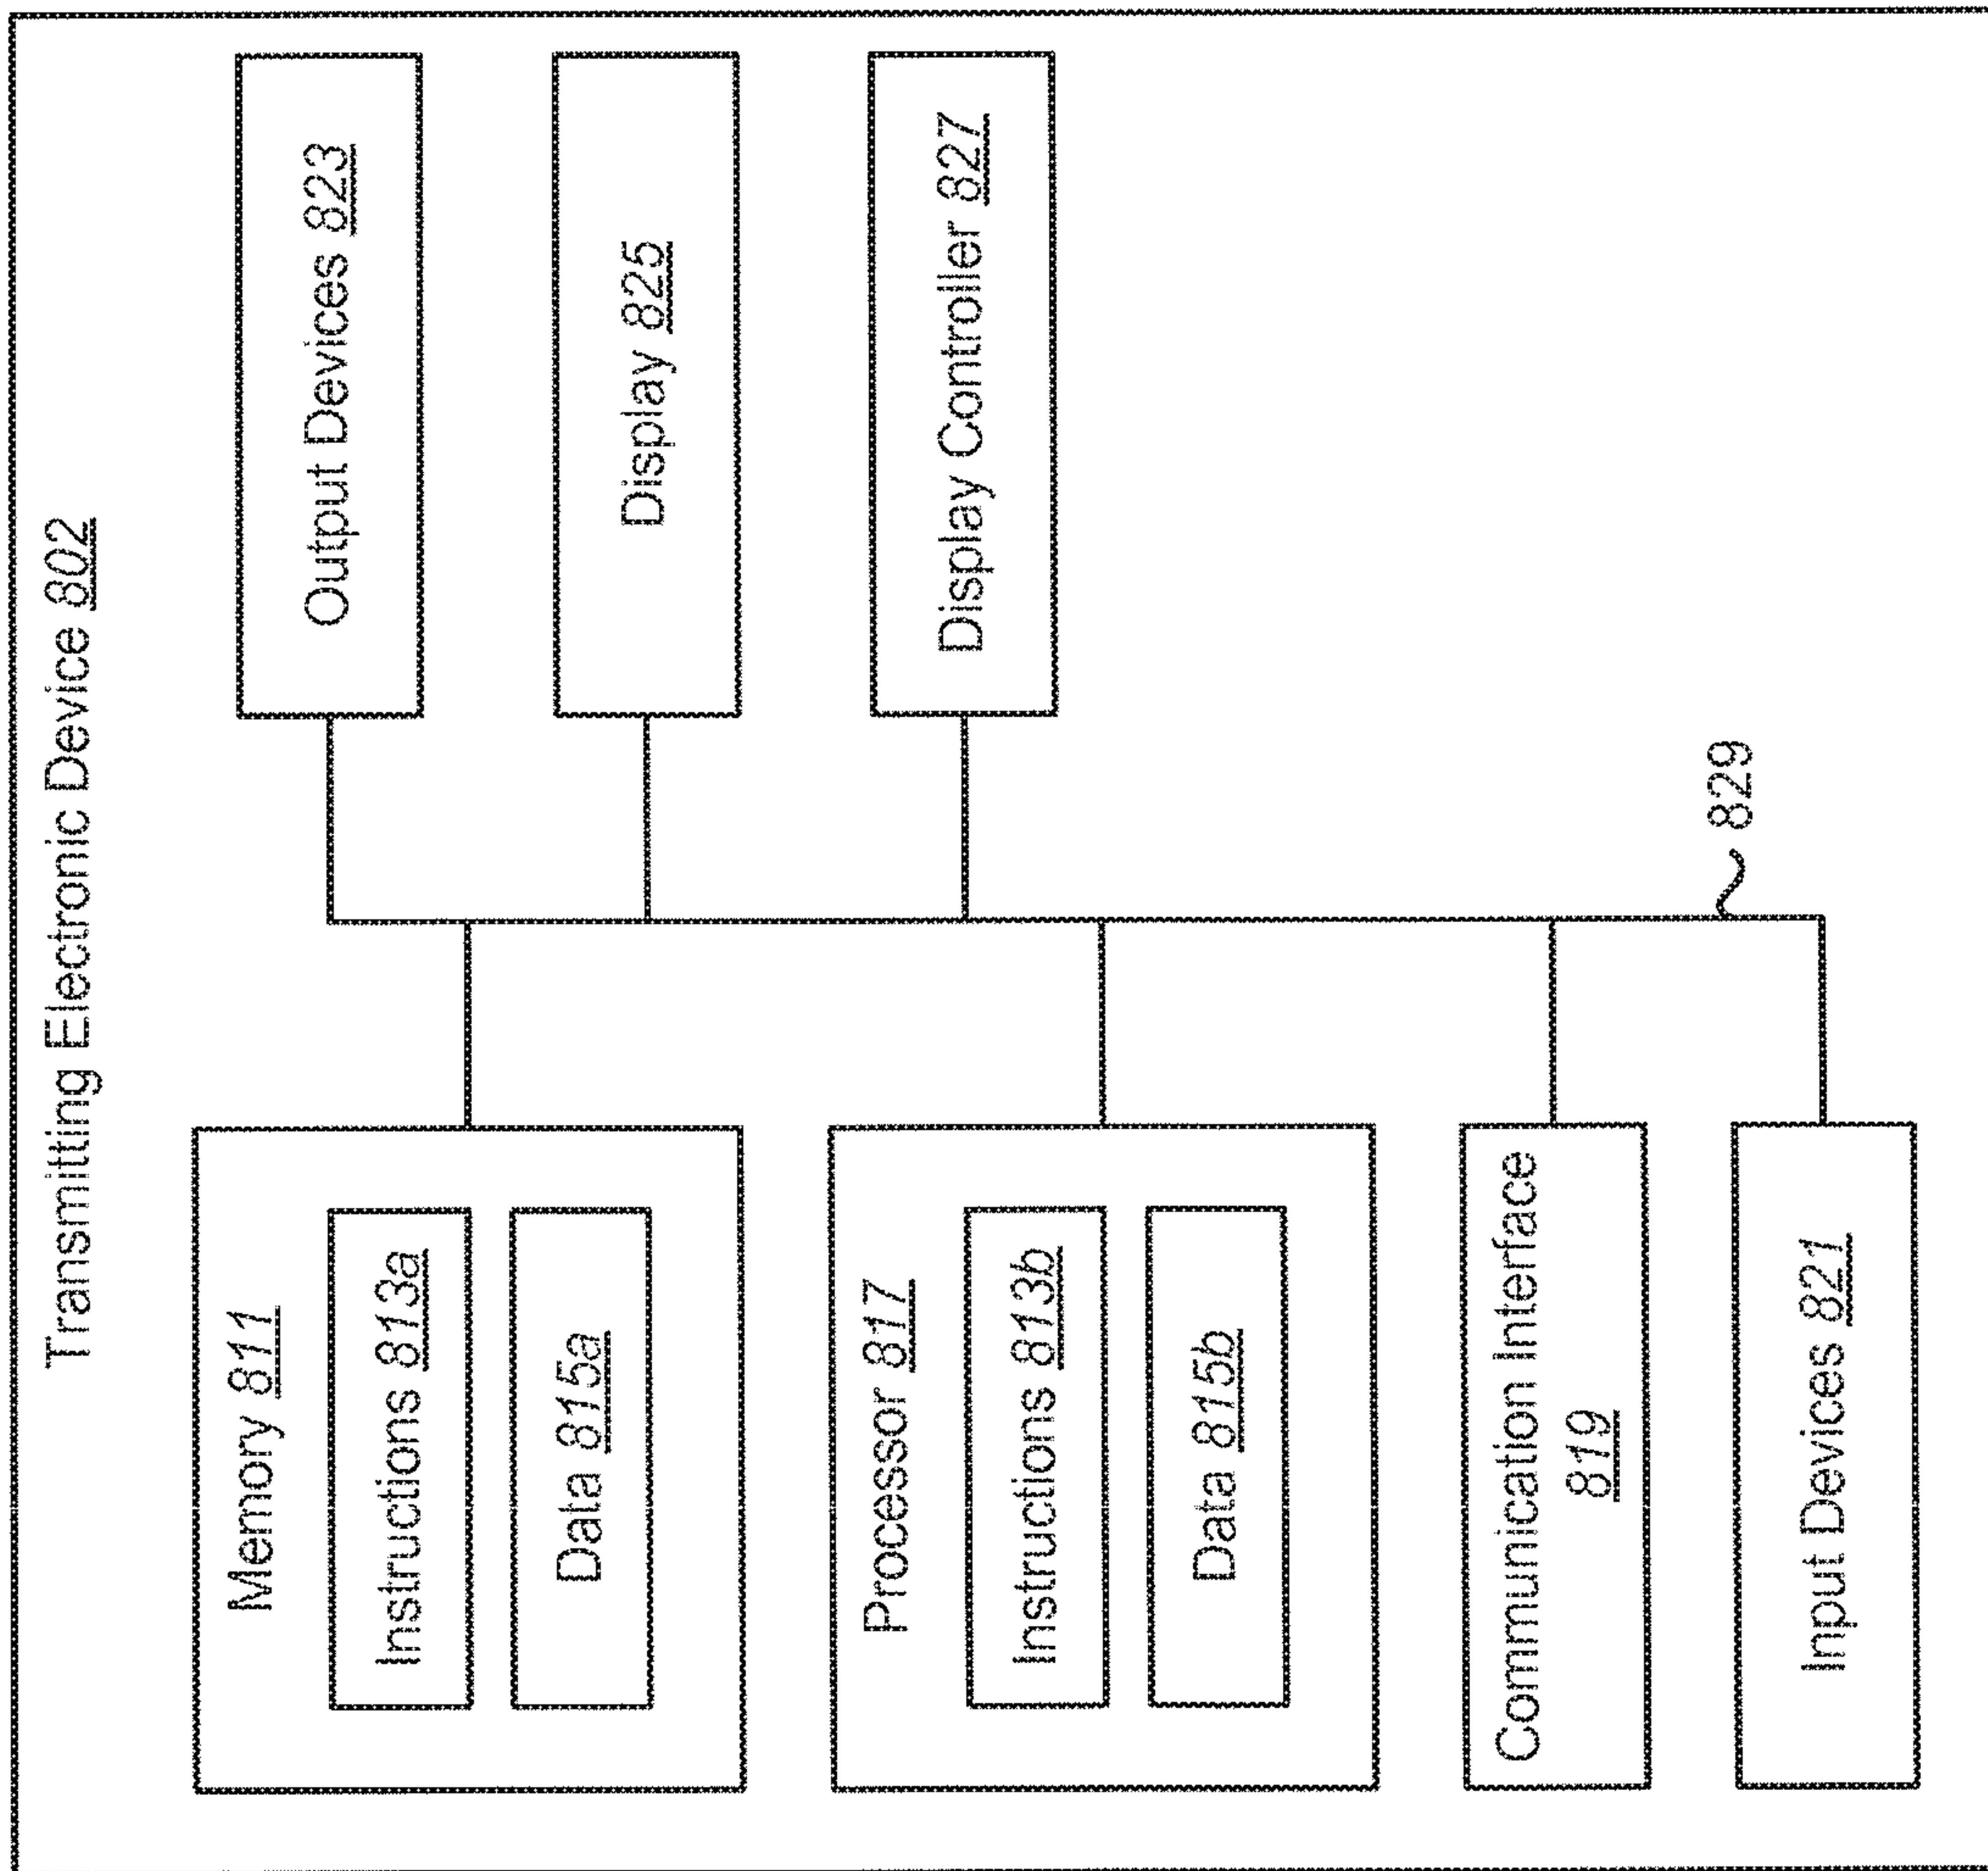 Transmitting Electronic Device 802
Memory 811
Instructions 813a
Data 815a
Processor 817
Instructions 813b
Data 815b
Communication Interface
819
Input Devices 821
Output Devices 823
Display 825
Display Controller 827
829